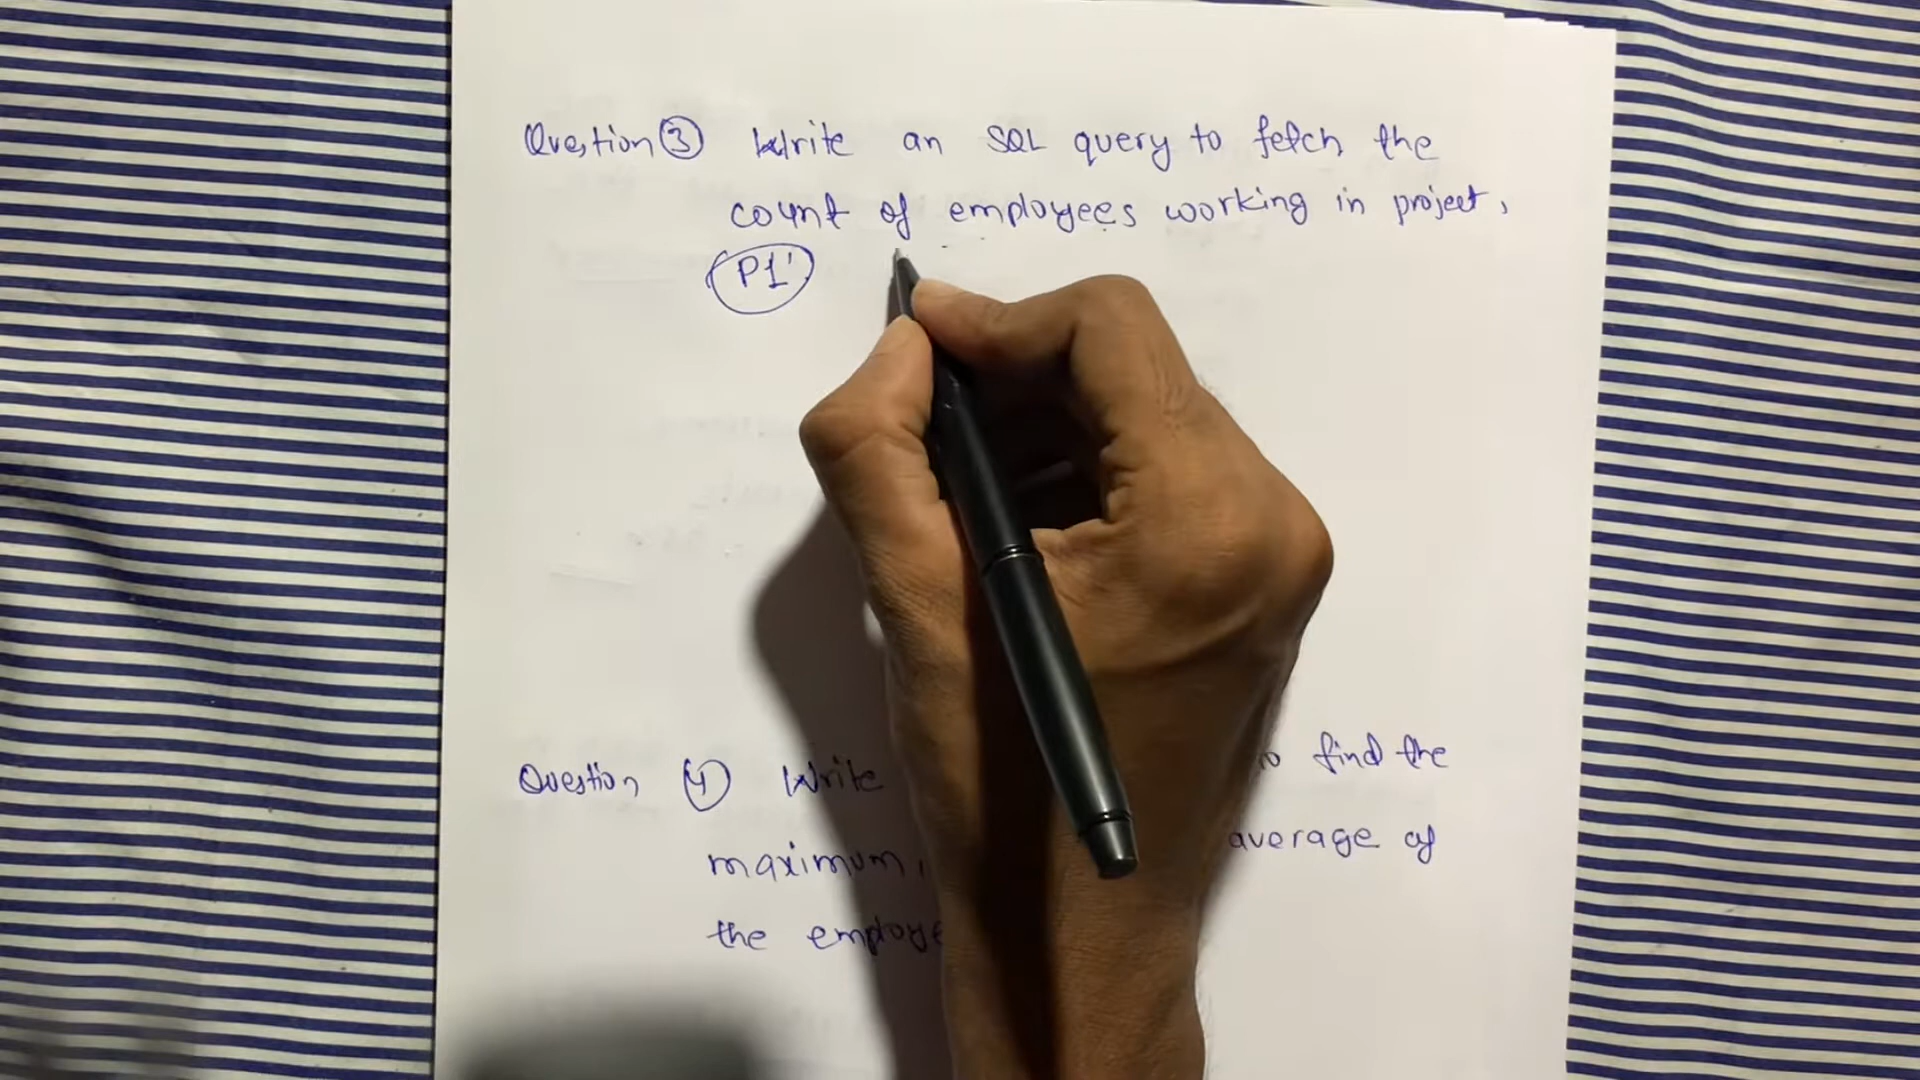 Question ③ Write an SQL query to fetch the
count of employees working in project,
P1'
Question ④ Write find the
maximum, average of
the